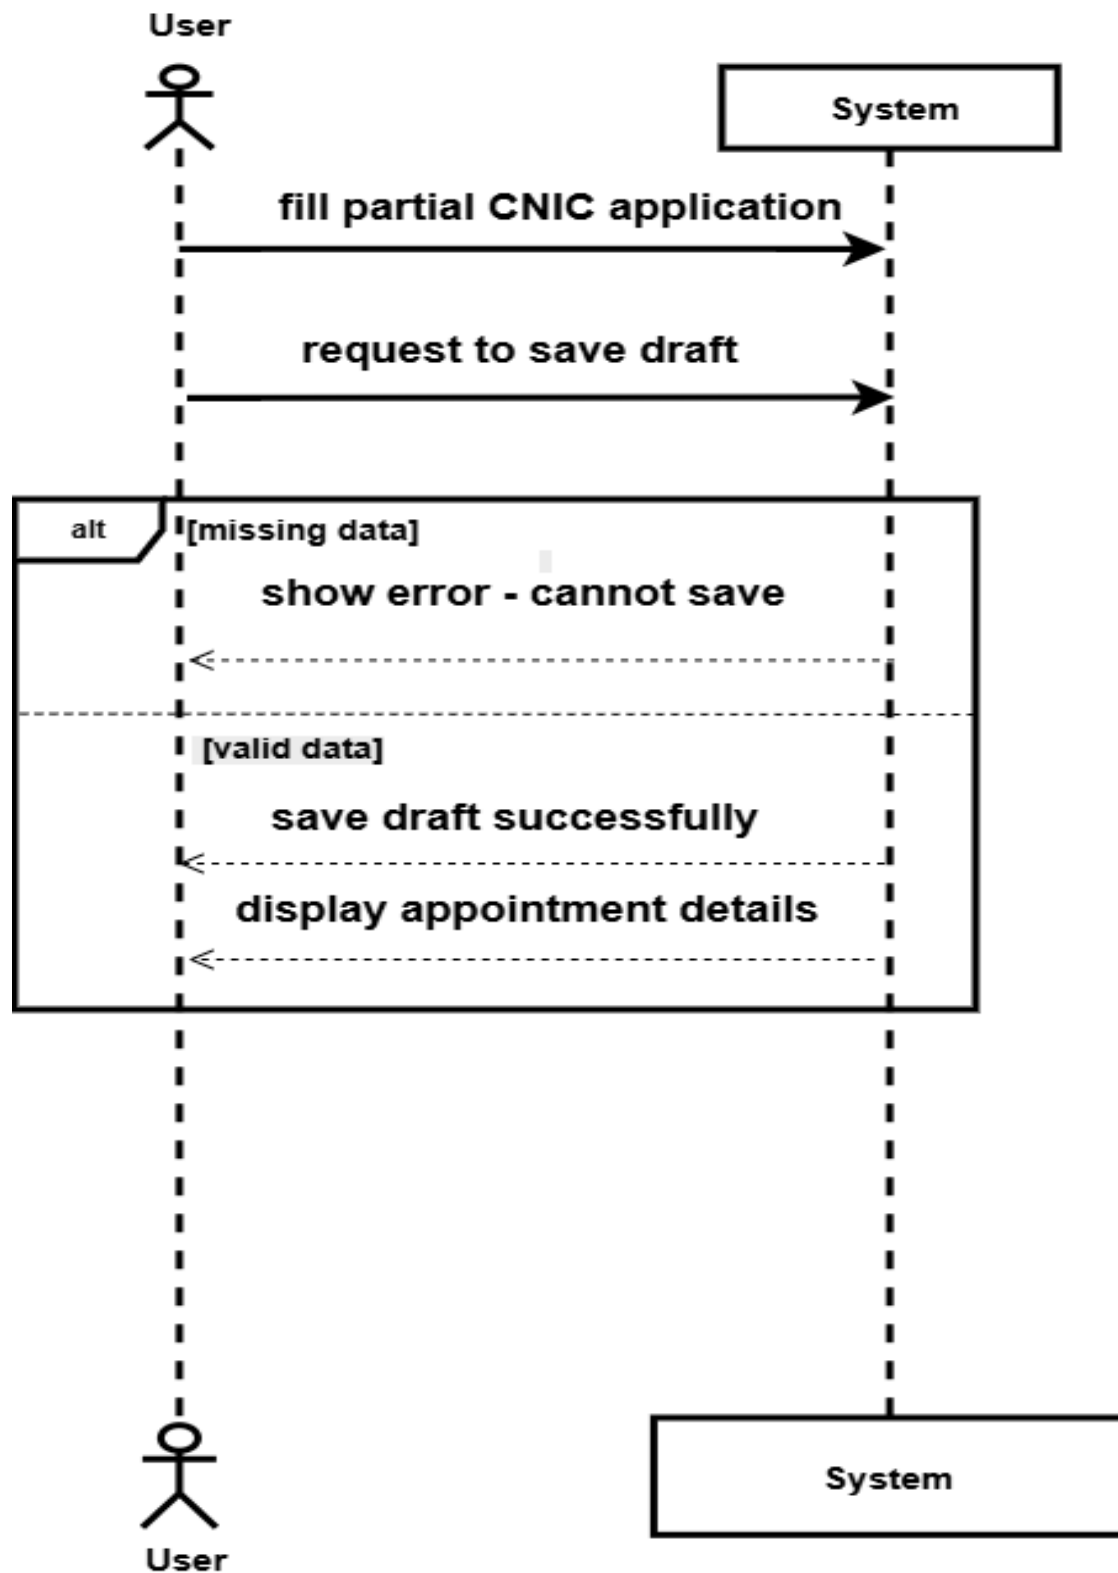 User
System
fill partial CNIC application
request to save draft
alt
[missing data]
show error - cannot save
[valid data]
save draft successfully
display appointment details
System
User